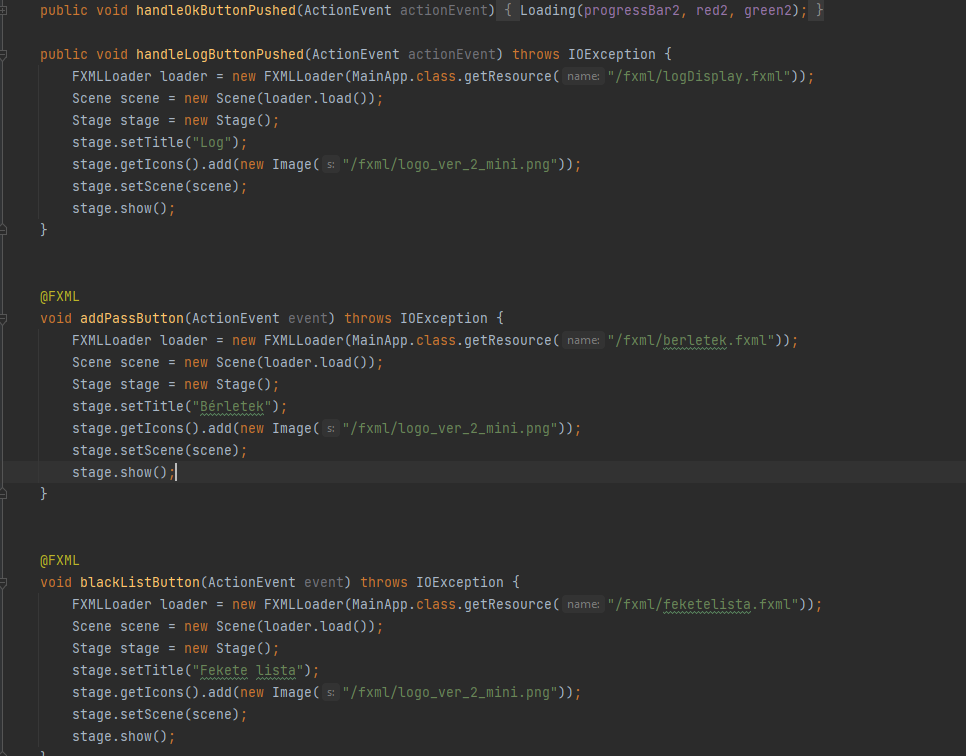 public void handleOkButtonPushed(ActionEvent actionEvent) { Loading(progressBar2, red2, green2); }
public void handleLogButtonPushed(ActionEvent actionEvent) throws IOException {
FXMLLoader loader = new FXMLLoader(MainApp.class.getResource( name: "/fxml/logDisplay.fxml"));
Scene scene = new Scene(loader.load());
Stage stage = new Stage();
stage.setTitle("Log");
stage.getIcons().add(new Image( s: "/fxml/logo_ver_2_mini.png"));
stage.setScene(scene);
stage.show();
}
@FXML
void addPassButton(ActionEvent event) throws IOException {
FXMLLoader loader = new FXMLLoader(MainApp.class.getResource( name: "/fxml/berletek.fxml"));
Scene scene = new Scene(loader.load());
Stage stage = new Stage();
stage.setTitle("Bérletek");
stage.getIcons().add(new Image( s: "/fxml/logo_ver_2_mini.png"));
stage.setScene(scene);
stage.show();
}
@FXML
void blackListButton(ActionEvent event) throws IOException {
FXMLLoader loader = new FXMLLoader(MainApp.class.getResource( name: "/fxml/feketelista.fxml"));
Scene scene = new Scene(loader.load());
Stage stage = new Stage();
stage.setTitle("Fekete lista");
stage.getIcons().add(new Image( s: "/fxml/logo_ver_2_mini.png"));
stage.setScene(scene);
stage.show();
}